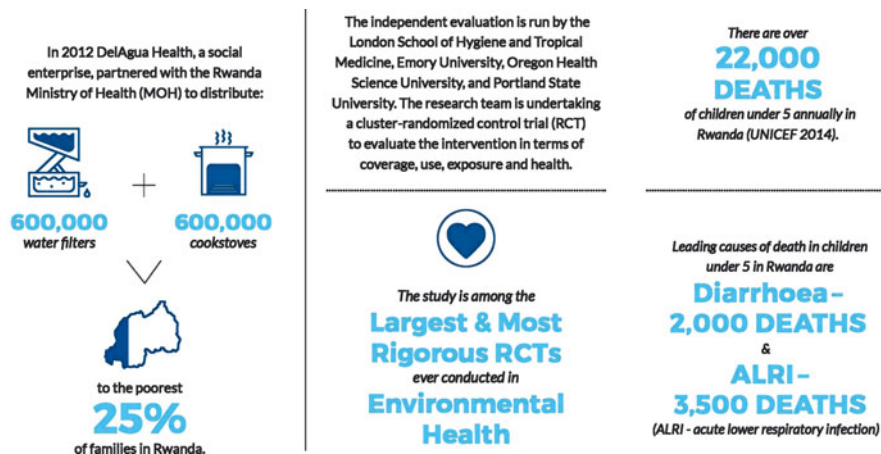 In 2012 DelAgua Health, a social
enterprise, partnered with the Rwanda
Ministry of Health (MOH) to distribute:
600,000
water filters
600,000
cookstoves
to the poorest
25%
of families in Rwanda.
The independent evaluation is run by the
London School of Hygiene and Tropical
Medicine, Emory University, Oregon Health
Science University, and Portland State
University. The research team is undertaking
a cluster-randomized control trial (RCT)
to evaluate the intervention in terms of
coverage, use, exposure and health.
The study is among the
Largest & Most
Rigorous RCTs
ever conducted in
Environmental
Health
There are over
22,000
DEATHS
of children under 5 annually in
Rwanda (UNICEF 2014).
Leading causes of death in children
under 5 in Rwanda are
Diarrhoea–
2,000 DEATHS
&
ALRI–
3,500 DEATHS
(ALRI - acute lower respiratory infection)